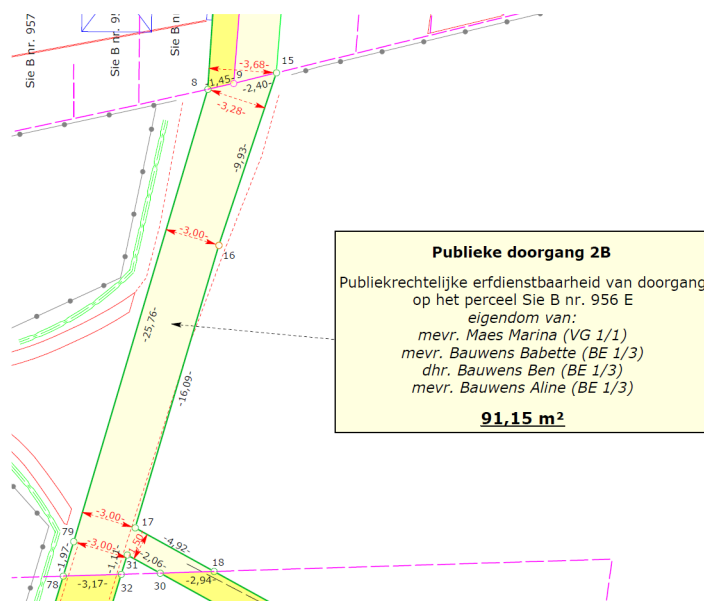 Sie B nr. 957
Sie B nr.
Sie B nr.
-3,68-
15
8
-1,45-
9
-2,40-
-3,28-
-9,93-
-3,00-
16
Publieke doorgang 2B
Publiekrechtelijke erfdienstbaarheid van doorgang
op het perceel Sie B nr. 956 E
eigendom van:
mevr. Maes Marina (VG 1/1)
mevr. Bauwens Babette (BE 1/3)
dhr. Bauwens Ben (BE 1/3)
mevr. Bauwens Aline (BE 1/3)
91,15 m²
-25,76-
-16,09-
-3,00-
17
79
-3,00-
-4,92-
-1,97-
-2,06-
31
18
78
-3,17-
32
30
-2,94-